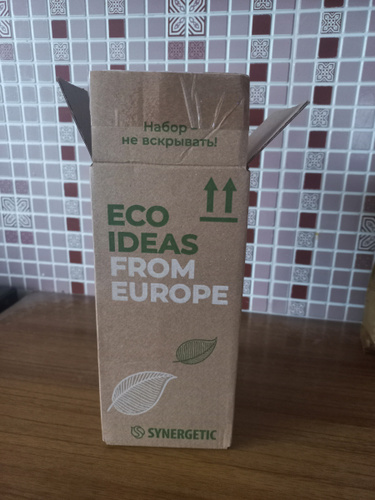 Набор
не вскрывать!
ECO
IDEAS
FROM
EUROPE
SYNERGETIC